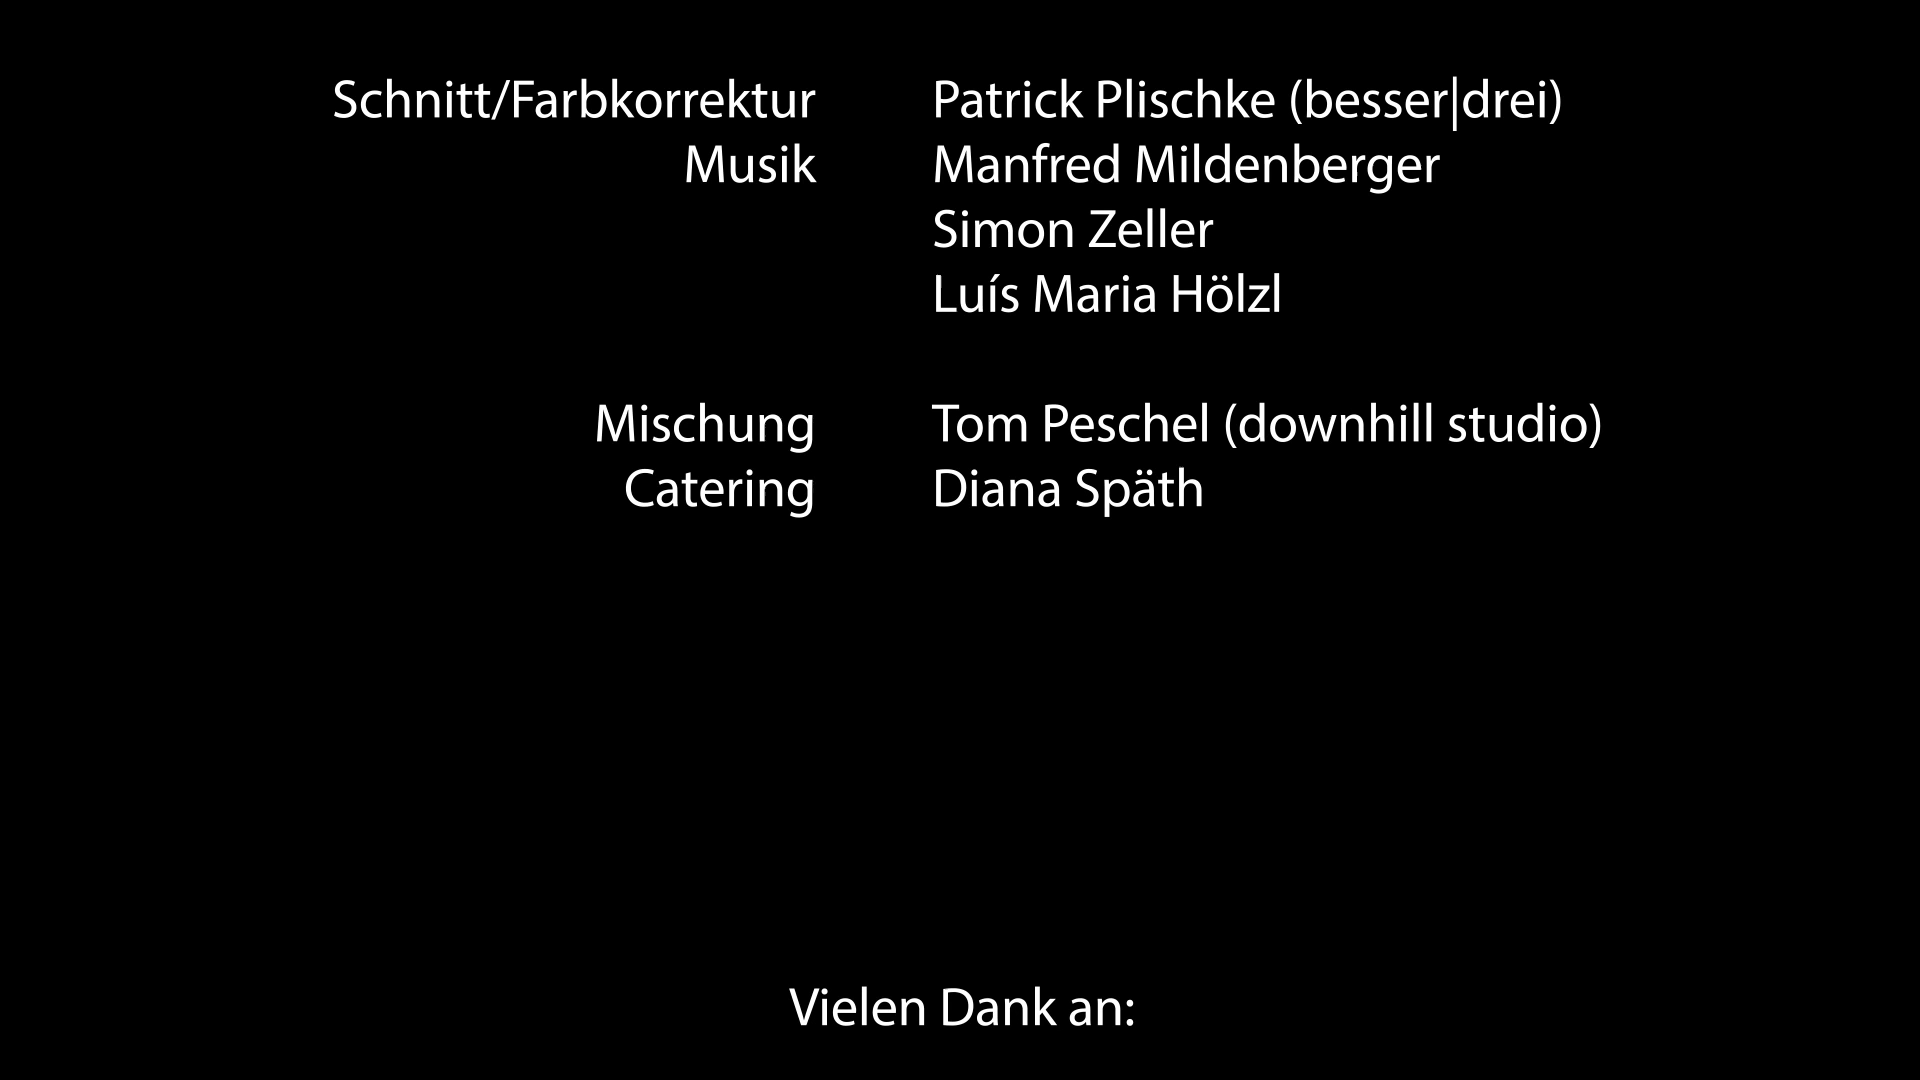 Schnitt/Farbkorrektur Patrick Plischke (besser|drei)
Musik Manfred Mildenberger
Simon Zeller
Luís Maria Hölzl
Mischung Tom Peschel (downhill studio)
Catering Diana Späth
Vielen Dank an: